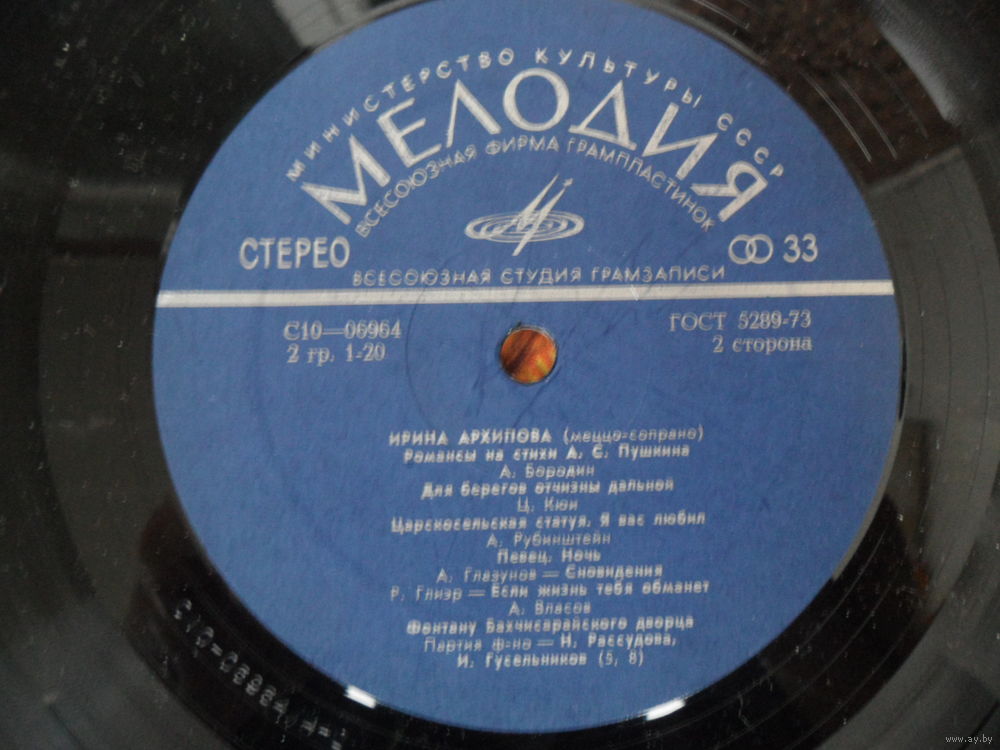 МИНИСТЕРСТВО КУЛЬТУРЫ СССР
МЕЛОДИЯ
ВСЕСОЮЗНАЯ ФИРМА ГРАМПЛАСТИНОК
СТЕРЕО
33
ВСЕСОЮЗНАЯ СТУДИЯ ГРАМЗАПИСИ
С10—06964
ГОСТ 5289-73
2 гр. 1-20
2 сторона
ИРИНА АРХИПОВА (меццо-сопрано)
Романсы на стихи А. С. Пушкина
А. Бородин
Для берегов отчизны дальной
Ц. Кюи
Царскосельская статуя. Я вас любил
А. Рубинштейн
Певец. Ночь
А. Глазунов — Сновидения
Р. Глиэр — Если жизнь тебя обманет
А. Власов
Фонтану Бахчисарайского дворца
Партия ф-но — Н. Рассудова,
И. Гусельников (5, 8)
www.ay.by